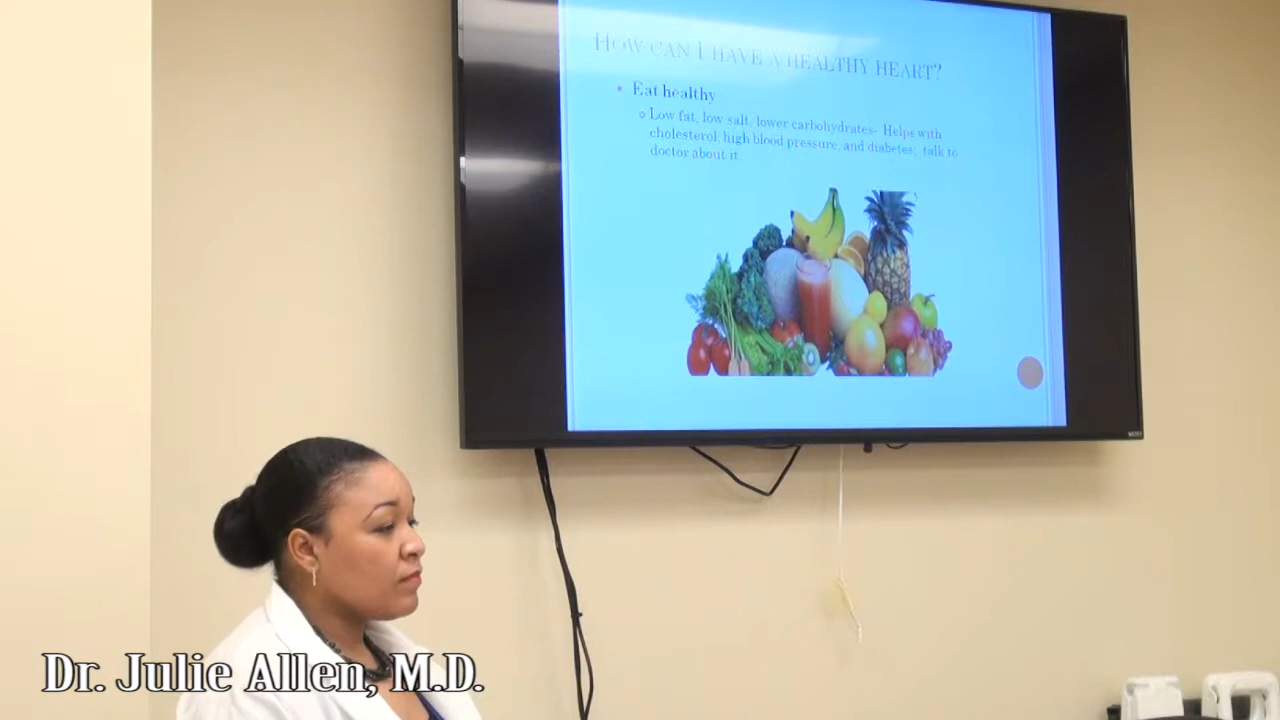 HOW CAN I HAVE A HEALTHY HEART?
• Eat healthy
o Low fat, low salt, lower carbohydrates- Helps with
cholesterol, high blood pressure, and diabetes, talk to
doctor about it.
VIZIO
Dr. Julie Allen, M.D.